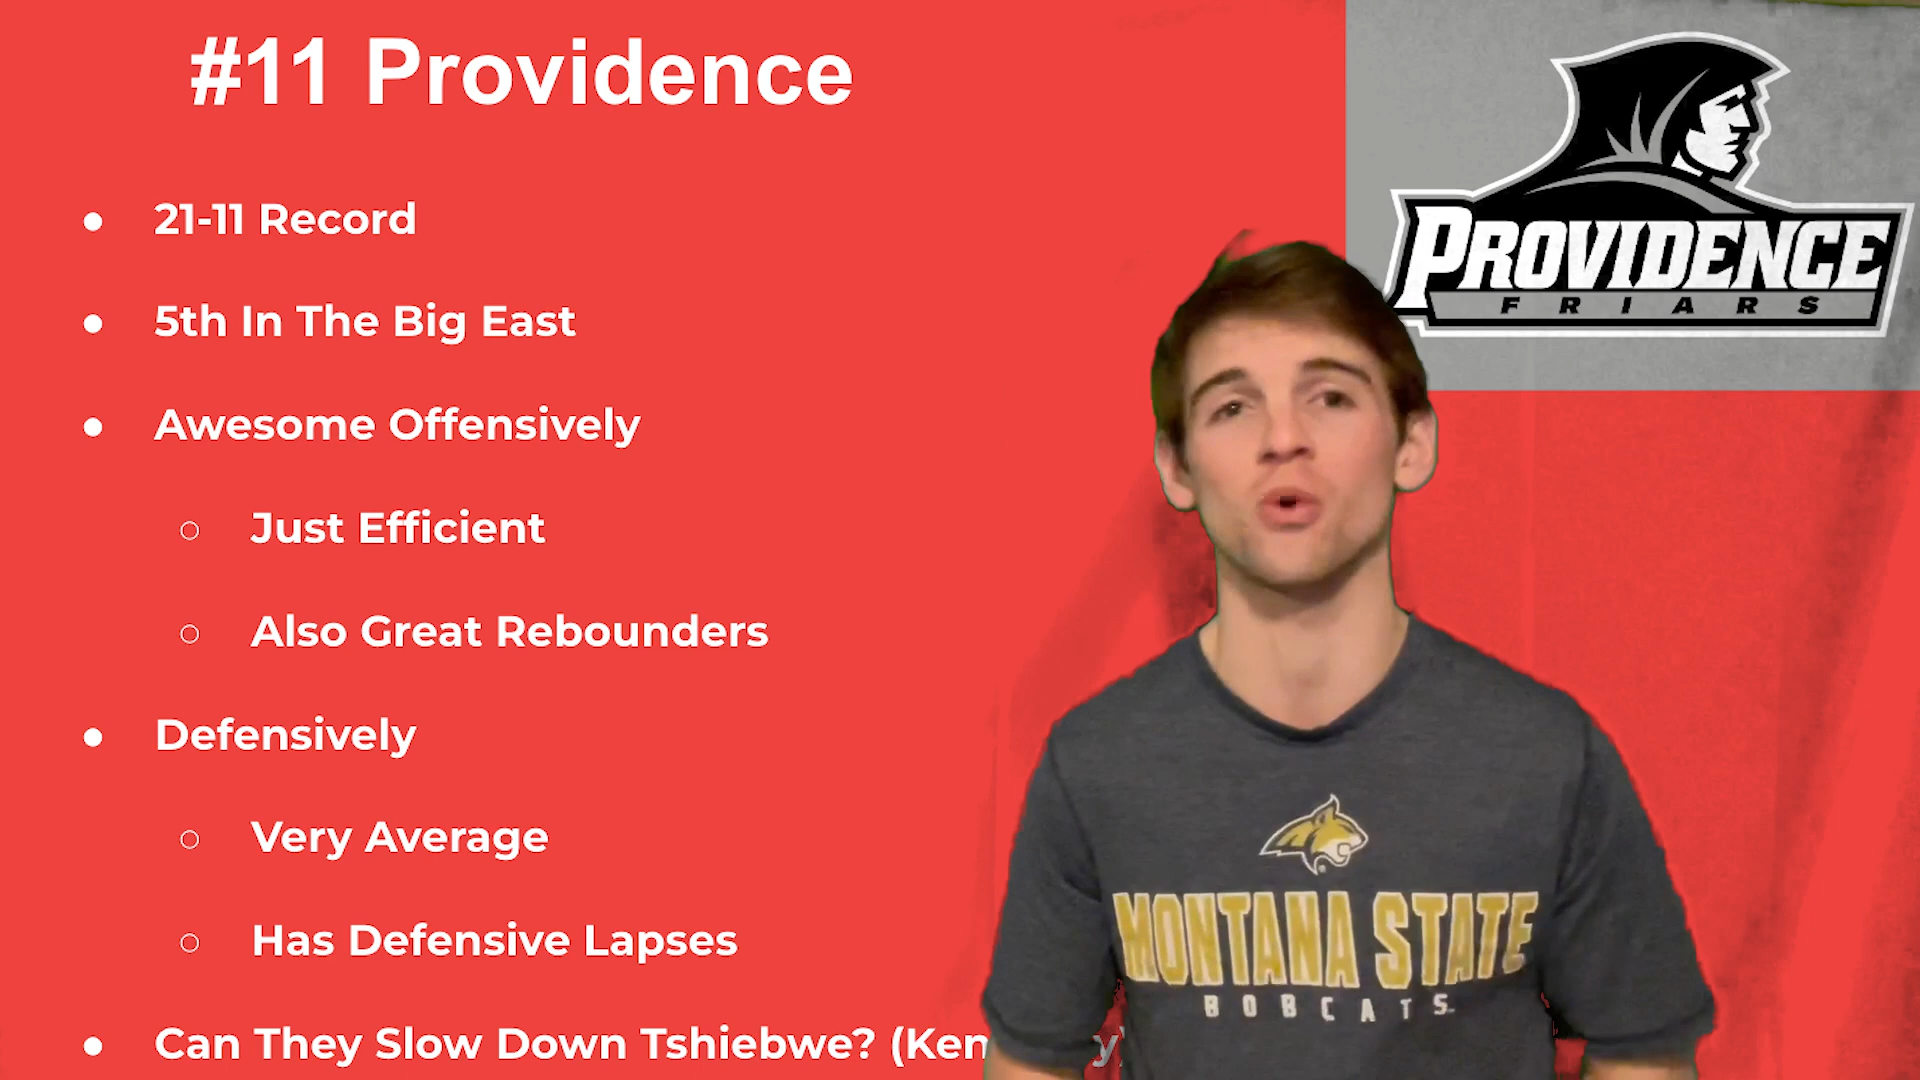 #11 Providence
PROVIDENCE
FRIARS
21-11 Record
5th In The Big East
Awesome Offensively
Just Efficient
Also Great Rebounders
Defensively
Very Average
Has Defensive Lapses
Can They Slow Down Tshiebwe?
MONTANA STATE
BOBCATS